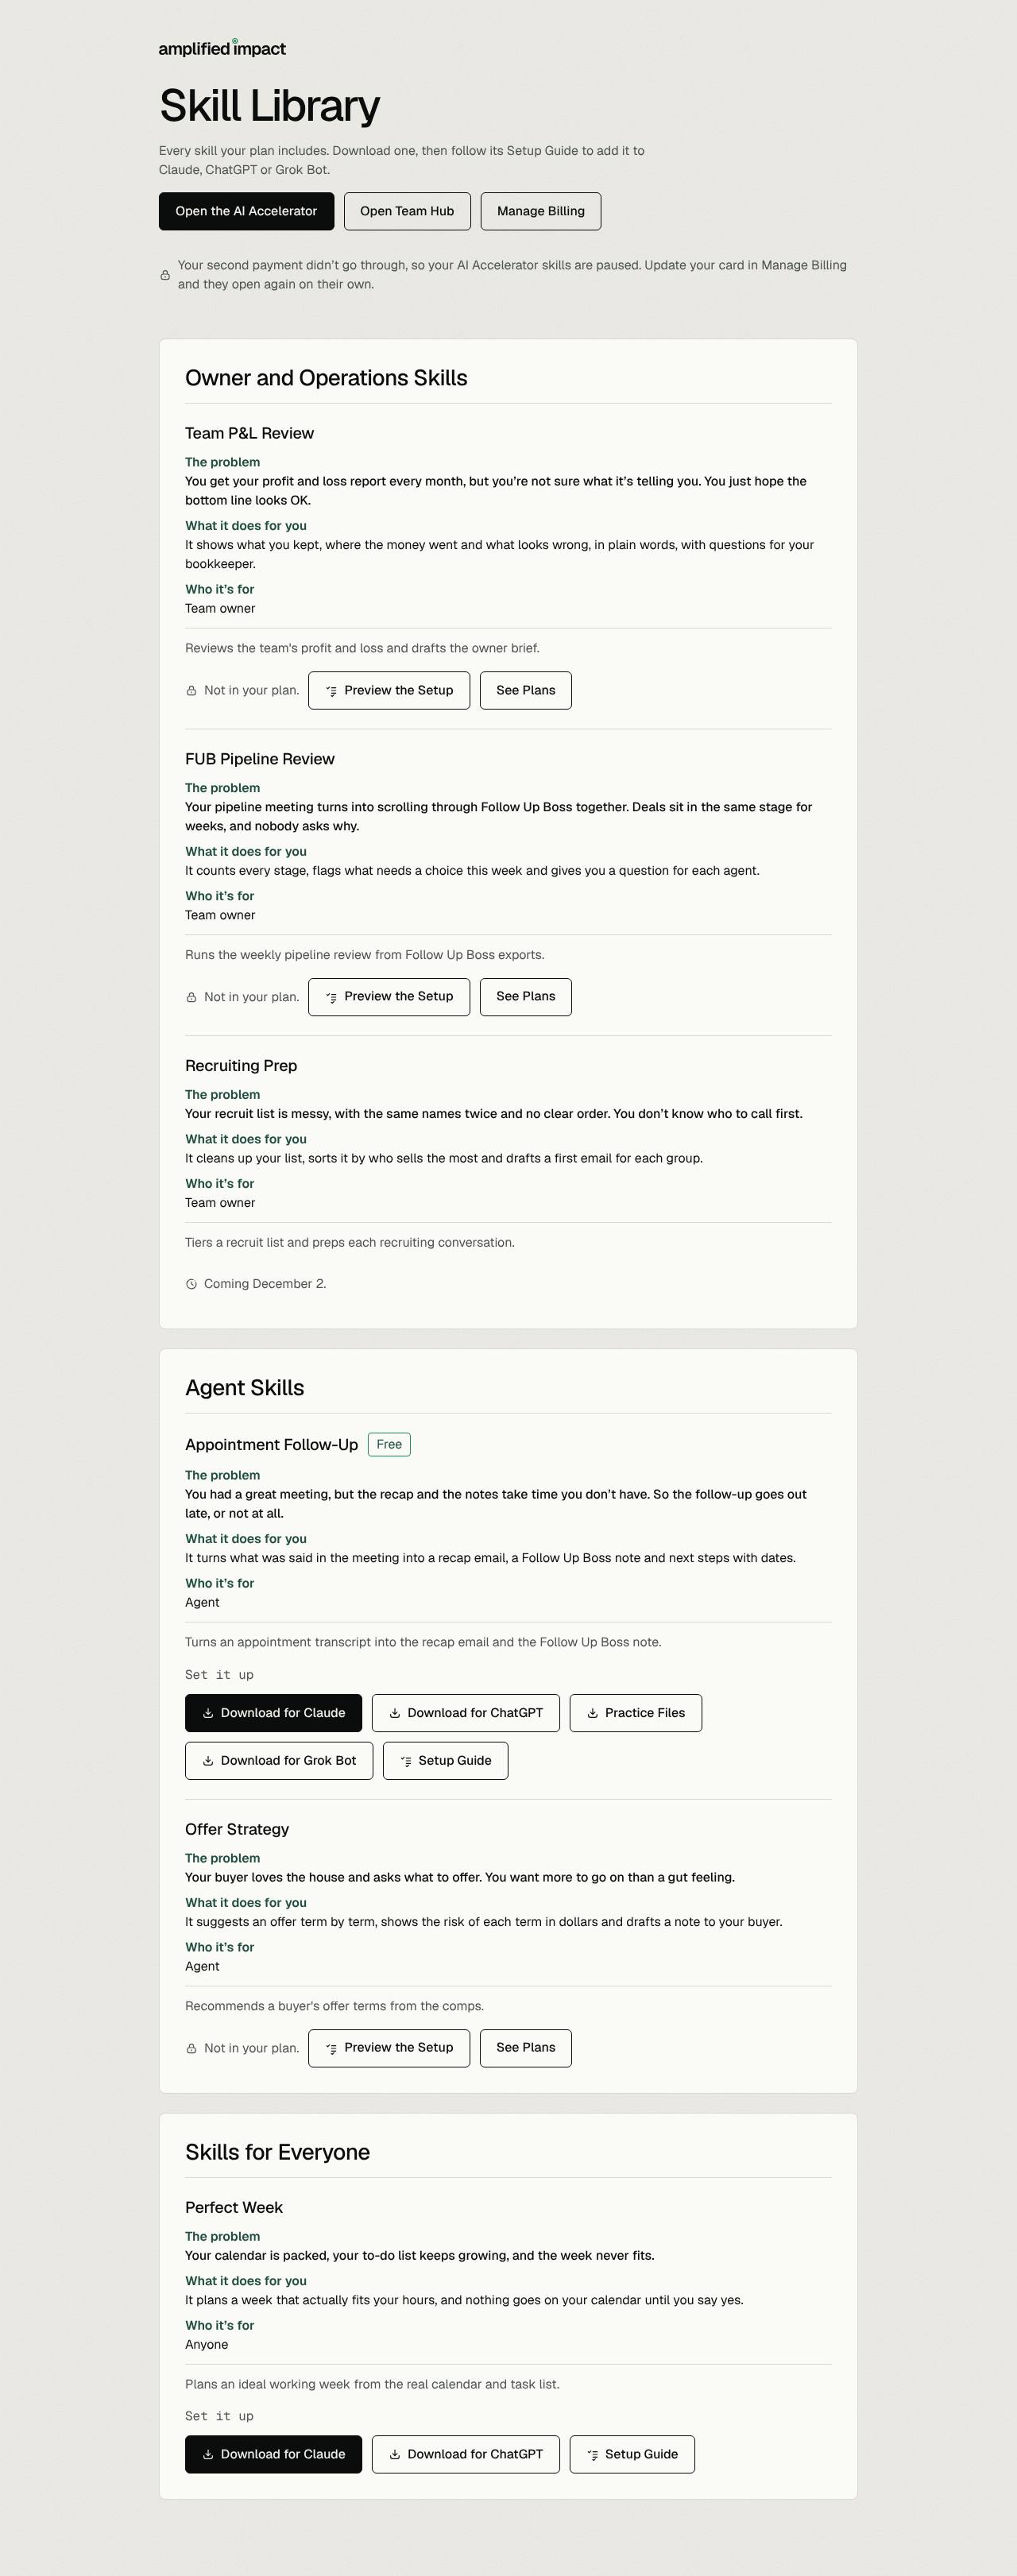 amplified impact
Skill Library
Every skill your plan includes. Download one, then follow its Setup Guide to add it to
Claude, ChatGPT or Grok Bot.
Open the AI Accelerator
Open Team Hub
Manage Billing
Your second payment didn’t go through, so your AI Accelerator skills are paused. Update your card in Manage Billing
and they open again on their own.
Owner and Operations Skills
Team P&L Review
The problem
You get your profit and loss report every month, but you’re not sure what it’s telling you. You just hope the
bottom line looks OK.
What it does for you
It shows what you kept, where the money went and what looks wrong, in plain words, with questions for your
bookkeeper.
Who it’s for
Team owner
Reviews the team's profit and loss and drafts the owner brief.
Not in your plan.
Preview the Setup
See Plans
FUB Pipeline Review
The problem
Your pipeline meeting turns into scrolling through Follow Up Boss together. Deals sit in the same stage for
weeks, and nobody asks why.
What it does for you
It counts every stage, flags what needs a choice this week and gives you a question for each agent.
Who it’s for
Team owner
Runs the weekly pipeline review from Follow Up Boss exports.
Not in your plan.
Preview the Setup
See Plans
Recruiting Prep
The problem
Your recruit list is messy, with the same names twice and no clear order. You don’t know who to call first.
What it does for you
It cleans up your list, sorts it by who sells the most and drafts a first email for each group.
Who it’s for
Team owner
Tiers a recruit list and preps each recruiting conversation.
Coming December 2.
Agent Skills
Appointment Follow-Up
Free
The problem
You had a great meeting, but the recap and the notes take time you don’t have. So the follow-up goes out
late, or not at all.
What it does for you
It turns what was said in the meeting into a recap email, a Follow Up Boss note and next steps with dates.
Who it’s for
Agent
Turns an appointment transcript into the recap email and the Follow Up Boss note.
Set it up
Download for Claude
Download for ChatGPT
Practice Files
Download for Grok Bot
Setup Guide
Offer Strategy
The problem
Your buyer loves the house and asks what to offer. You want more to go on than a gut feeling.
What it does for you
It suggests an offer term by term, shows the risk of each term in dollars and drafts a note to your buyer.
Who it’s for
Agent
Recommends a buyer's offer terms from the comps.
Not in your plan.
Preview the Setup
See Plans
Skills for Everyone
Perfect Week
The problem
Your calendar is packed, your to-do list keeps growing, and the week never fits.
What it does for you
It plans a week that actually fits your hours, and nothing goes on your calendar until you say yes.
Who it’s for
Anyone
Plans an ideal working week from the real calendar and task list.
Set it up
Download for Claude
Download for ChatGPT
Setup Guide